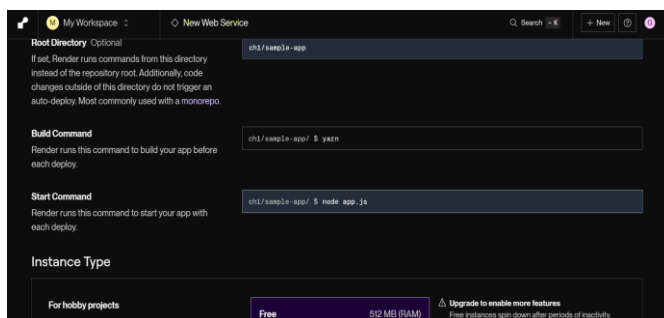 M My Workspace New Web Service Search + New
Root Directory Optional
ch1/sample-app
If set, Render runs commands from this directory
instead of the repository root. Additionally, code
changes outside of this directory do not trigger an
auto-deploy. Most commonly used with a monorepo.
Build Command
ch1/sample-app/ $ yarn
Render runs this command to build your app before
each deploy.
Start Command
ch1/sample-app/ $ node app.js
Render runs this command to start your app with
each deploy.
Instance Type
For hobby projects
Free 512 MB (RAM)
Upgrade to enable more features
Free instances spin down after periods of inactivity.